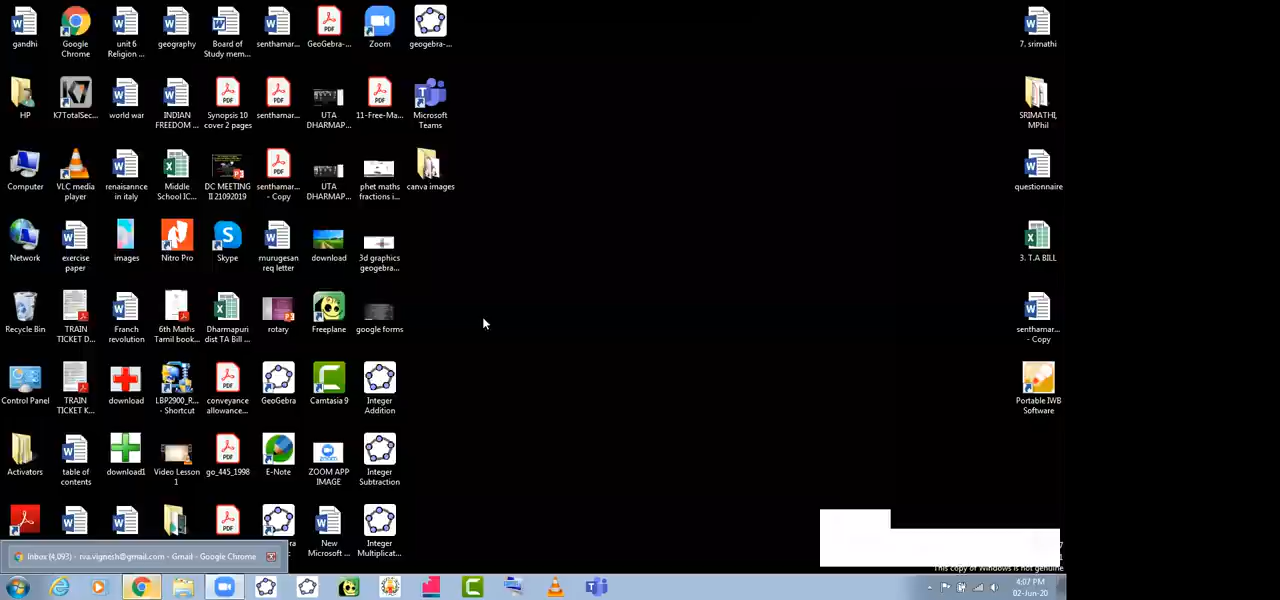 gandhi
Google
Chrome
unit 6
Religion ...
geography
Board of
Study mem...
senthamar...
GeoGebra-...
Zoom
geogebra-...
7. srimathi
HP
K7TotalSec...
world war
INDIAN
FREEDOM ...
Synopsis 10
cover 2 pages
senthamar...
UTA
DHARMAP...
11-Free-Ma...
Microsoft
Teams
SRIMATHI,
MPhil
Computer
VLC media
player
renaisannce
in italy
Middle
School IC...
DC MEETING
II 21092019
senthamar...
- Copy
UTA
DHARMAP...
phet maths
fractions i...
canva images
questionnaire
Network
exercise
paper
images
Nitro Pro
Skype
murugesan
req letter
download
3d graphics
geogebra...
3. T.A BILL
Recycle Bin
TRAIN
TICKET D...
Franch
revolution
6th Maths
Tamil book...
Dharmapuri
dist TA Bill ...
rotary
Freeplane
google forms
senthamar...
- Copy
Control Panel
TRAIN
TICKET K...
download
LBP2900_R...
- Shortcut
conveyance
allowance...
GeoGebra
Camtasia 9
Integer
Addition
Portable IWB
Software
Activators
table of
contents
download1
Video Lesson
1
go_445_1998
E-Note
ZOOM APP
IMAGE
Integer
Subtraction
New
Microsoft ...
Integer
Multiplicat...
Inbox (4,093) - riva.vignesh@gmail.com - Gmail - Google Chrome
This copy of Windows is not genuine
4:07 PM
02-Jun-20